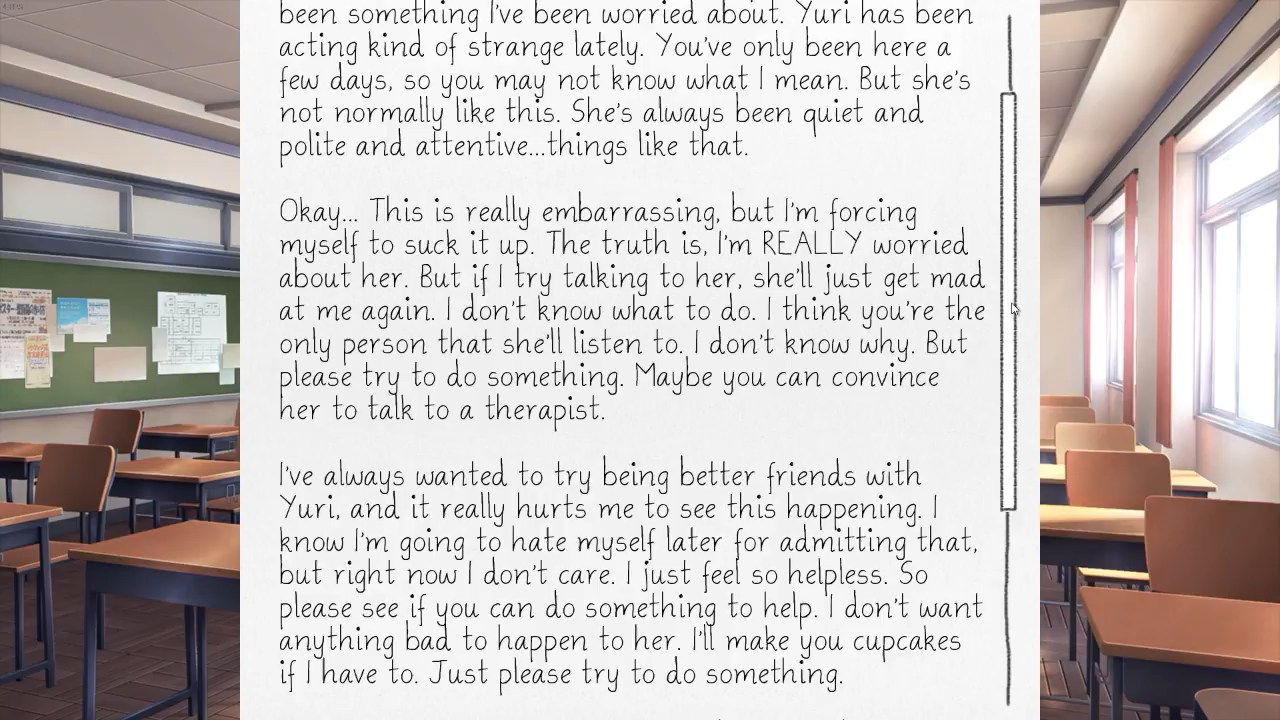 been something I've been worried about. Yuri has been
acting kind of strange lately. You've only been here a
few days, so you may not know what I mean. But she's
not normally like this. She's always been quiet and
polite and attentive...things like that.
Okay... This is really embarrassing, but I'm forcing
myself to suck it up. The truth is, I'm REALLY worried
about her. But if I try talking to her, she'll just get mad
at me again. I don't know what to do. I think you're the
only person that she'll listen to. I don't know why. But
please try to do something. Maybe you can convince
her to talk to a therapist.
I've always wanted to try being better friends with
Yuri, and it really hurts me to see this happening. I
know I'm going to hate myself later for admitting that,
but right now I don't care. I just feel so helpless. So
please see if you can do something to help. I don't want
anything bad to happen to her. I'll make you cupcakes
if I have to. Just please try to do something.